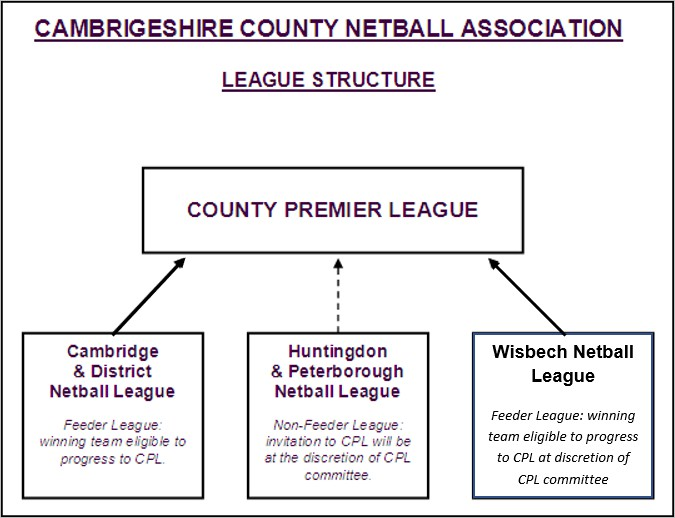 CAMBRIGESHIRE COUNTY NETBALL ASSOCIATION
LEAGUE STRUCTURE
COUNTY PREMIER LEAGUE
Cambridge
& District
Netball League
Feeder League:
winning team eligible to
progress to CPL.
Huntingdon
& Peterborough
Netball League
Non-Feeder League:
invitation to CPL will be
at the discretion of CPL
committee.
Wisbech Netball
League
Feeder League: winning
team eligible to progress
to CPL at discretion of
CPL committee